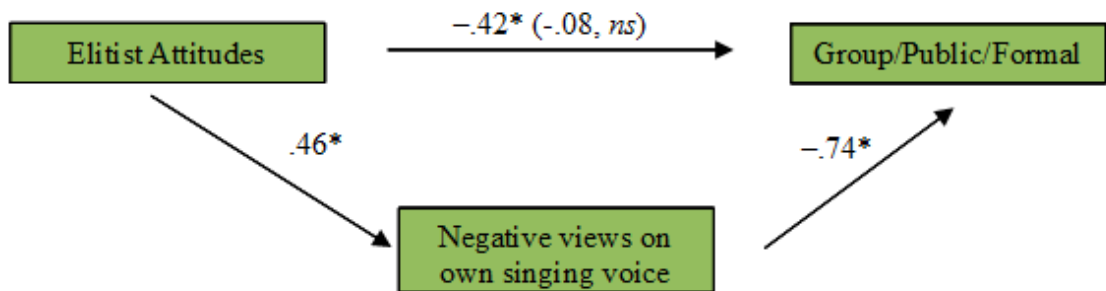 –.42* (-.08, ns)
Elitist Attitudes
Group/Public/Formal
.46*
–.74*
Negative views on
own singing voice